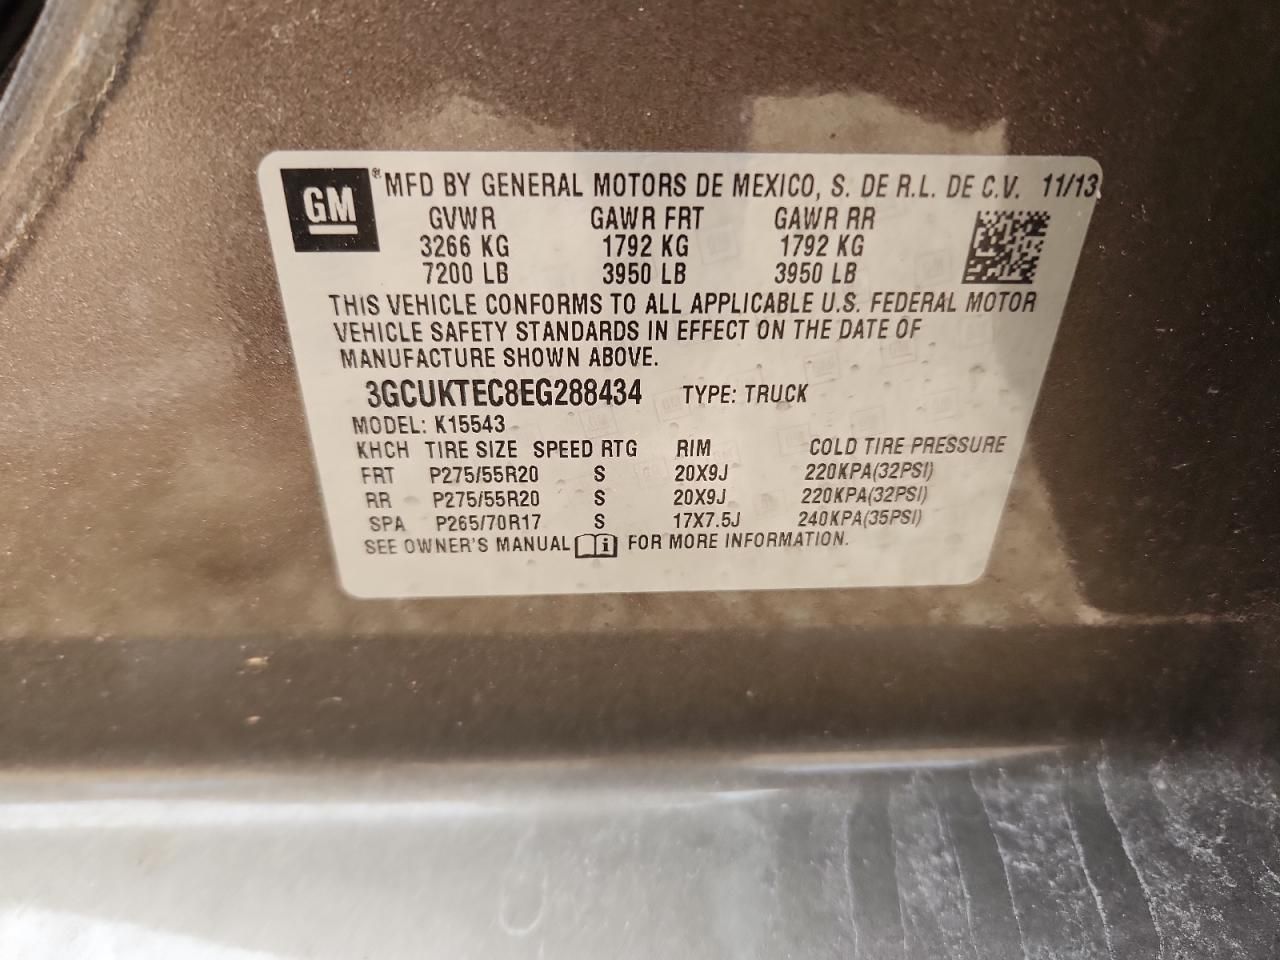 GM ® MFD BY GENERAL MOTORS DE MEXICO, S. DE R.L. DE C.V. 11/13
GVWR GAWR FRT GAWR RR
3266 KG 1792 KG 1792 KG
7200 LB 3950 LB 3950 LB
THIS VEHICLE CONFORMS TO ALL APPLICABLE U.S. FEDERAL MOTOR
VEHICLE SAFETY STANDARDS IN EFFECT ON THE DATE OF
MANUFACTURE SHOWN ABOVE.
3GCUKTEC8EG288434 TYPE: TRUCK
MODEL: K15543
KHCH TIRE SIZE SPEED RTG RIM COLD TIRE PRESSURE
FRT P275/55R20 S 20X9J 220KPA(32PSI)
RR P275/55R20 S 20X9J 220KPA(32PSI)
SPA P265/70R17 S 17X7.5J 240KPA(35PSI)
SEE OWNER'S MANUAL i FOR MORE INFORMATION.